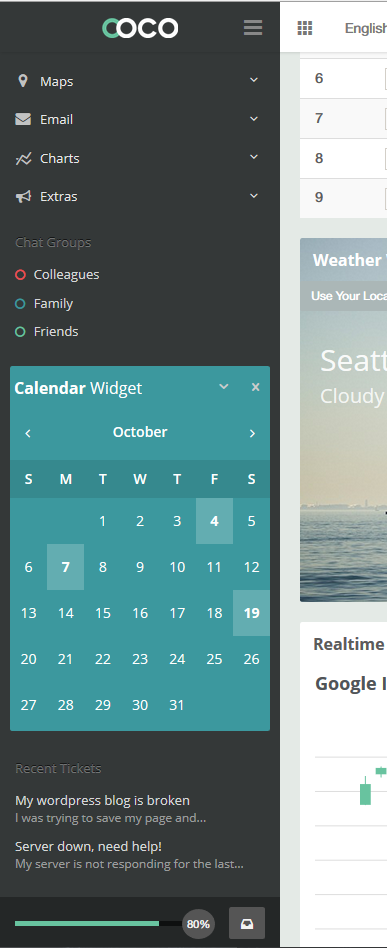 COCO
Maps
Email
Charts
Extras
Chat Groups
Colleagues
Family
Friends
Calendar Widget
October
S M T W T F S
1 2 3 4 5
6 7 8 9 10 11 12
13 14 15 16 17 18 19
20 21 22 23 24 25 26
27 28 29 30 31
Recent Tickets
My wordpress blog is broken
I was trying to save my page and...
Server down, need help!
My server is not responding for the last...
80%
English
6
7
8
9
Weather
Use Your Loca
Seatt
Cloudy
Realtime
Google I